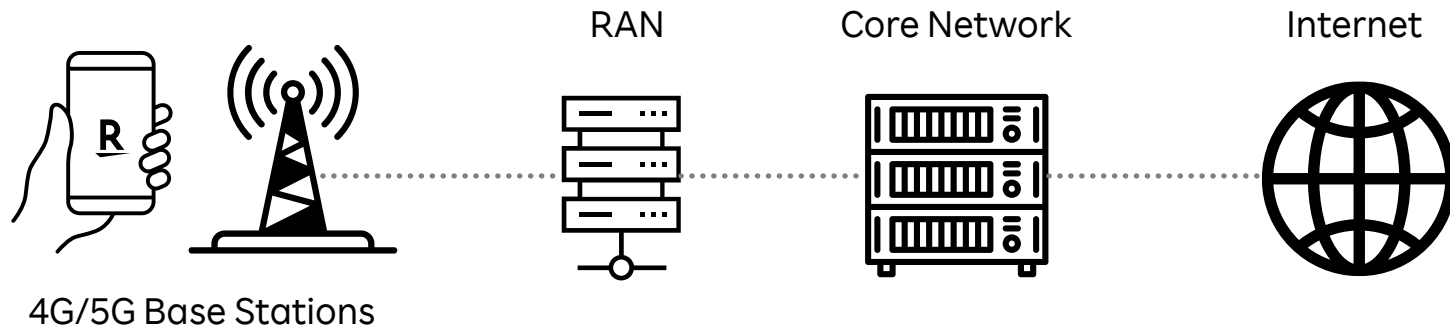 RAN
Core Network
Internet
R
4G/5G Base Stations